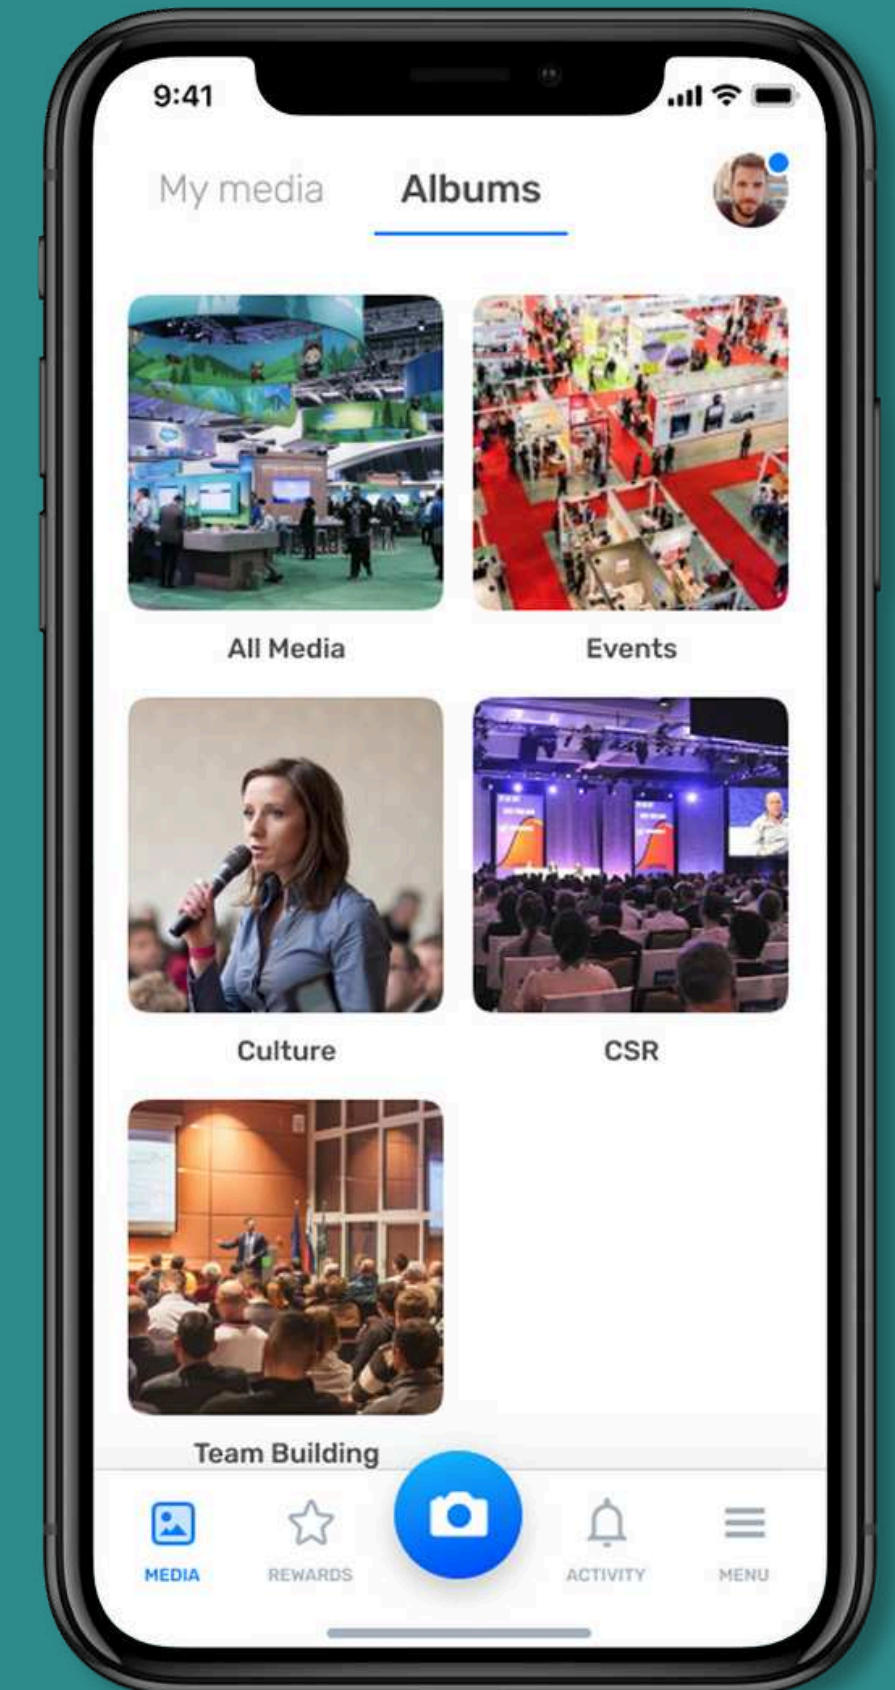 9:41
My media Albums
All Media Events
Culture CSR
Team Building
MEDIA REWARDS ACTIVITY MENU